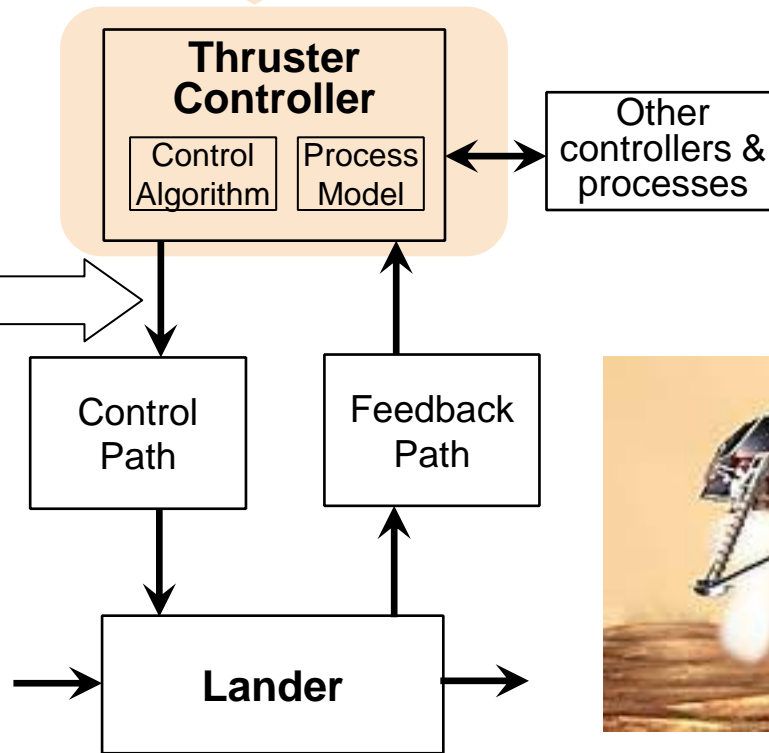 Thruster
Controller
Control
Algorithm
Process
Model
Other
controllers &
processes
Control
Path
Feedback
Path
Lander